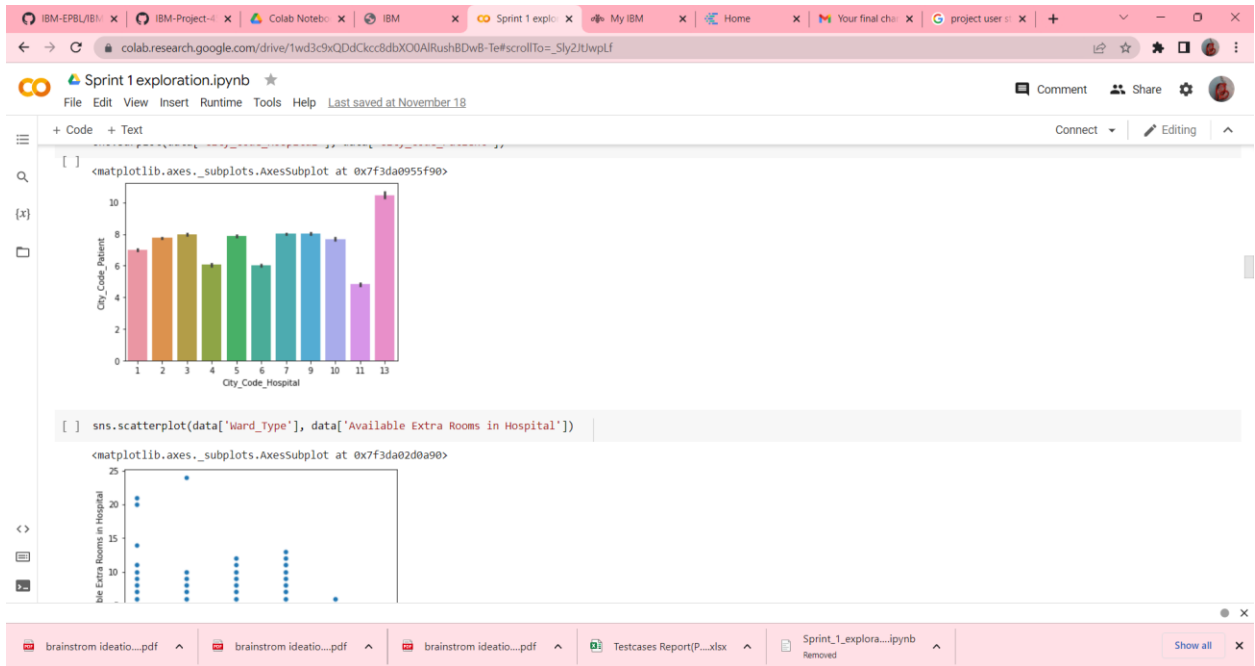 IBM-EPBL/IBM
IBM-Project-4
Colab Notebo
IBM
Sprint 1 explor
My IBM
Home
Your final cha
project user st
colab.research.google.com/drive/1wd3c9xQDdCkcc8dbXO0AlRushBDwB-Te#scrollTo=_Sly2JtJwpLf
CO
Sprint 1 exploration.ipynb
Comment
Share
File Edit View Insert Runtime Tools Help Last saved at November 18
+ Code + Text
Connect
Editing
[ ]
<matplotlib.axes._subplots.AxesSubplot at 0x7f3da0955f90>
10
8
6
4
2
0
City_Code_Patient
1 2 3 4 5 6 7 9 10 11 13
City_Code_Hospital
{x}
[ ] sns.scatterplot(data['Ward_Type'], data['Available Extra Rooms in Hospital'])
<matplotlib.axes._subplots.AxesSubplot at 0x7f3da02d0a90>
25
20
15
10
ble Extra Rooms in Hospital
brainstrom ideatio....pdf
brainstrom ideatio....pdf
brainstrom ideatio....pdf
Testcases Report(P....xlsx
Sprint_1_explora....ipynb
Removed
Show all